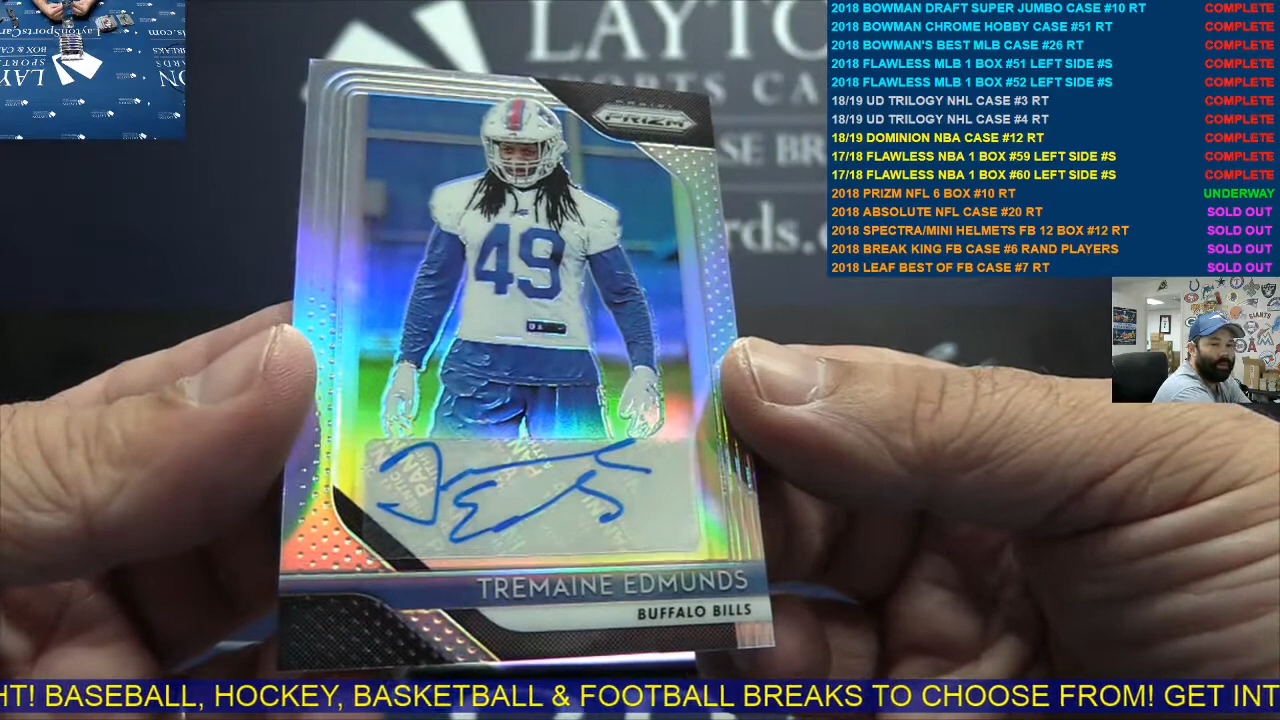 2018 BOWMAN DRAFT SUPER JUMBO CASE #10 RT COMPLETE
2018 BOWMAN CHROME HOBBY CASE #51 RT COMPLETE
2018 BOWMAN'S BEST MLB CASE #26 RT COMPLETE
2018 FLAWLESS MLB 1 BOX #51 LEFT SIDE #S COMPLETE
2018 FLAWLESS MLB 1 BOX #52 LEFT SIDE #S COMPLETE
18/19 UD TRILOGY NHL CASE #3 RT COMPLETE
18/19 UD TRILOGY NHL CASE #4 RT COMPLETE
18/19 DOMINION NBA CASE #12 RT COMPLETE
17/18 FLAWLESS NBA 1 BOX #59 LEFT SIDE #S COMPLETE
17/18 FLAWLESS NBA 1 BOX #60 LEFT SIDE #S COMPLETE
2018 PRIZM NFL 6 BOX #10 RT UNDERWAY
2018 ABSOLUTE NFL CASE #20 RT SOLD OUT
2018 SPECTRA/MINI HELMETS FB 12 BOX #12 RT SOLD OUT
2018 BREAK KING FB CASE #6 RAND PLAYERS SOLD OUT
2018 LEAF BEST OF FB CASE #7 RT SOLD OUT
LAYTO
SPORTS CA
SE BR
rds.c
PANINI
PRIZM
49
TREMAINE EDMUNDS
BUFFALO BILLS
HT! BASEBALL, HOCKEY, BASKETBALL & FOOTBALL BREAKS TO CHOOSE FROM! GET INT